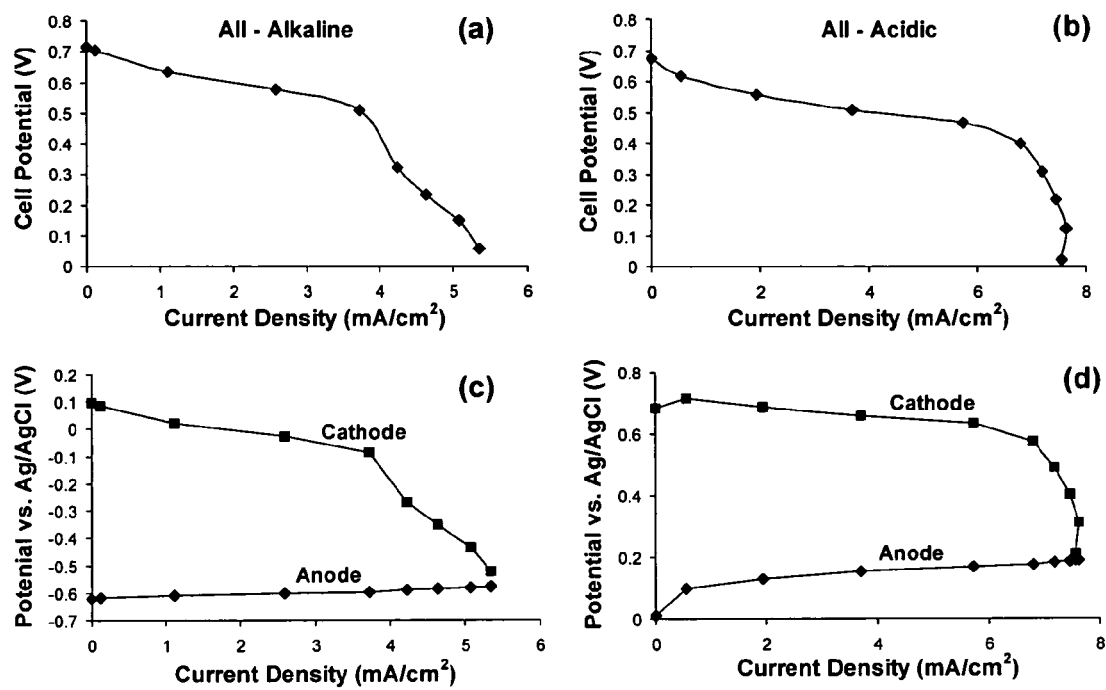 All - Alkaline
(a)
Cell Potential (V)
0.8
0.7
0.6
0.5
0.4
0.3
0.2
0.1
0
0 1 2 3 4 5 6
Current Density (mA/cm²)
All - Acidic
(b)
Cell Potential (V)
0.8
0.7
0.6
0.5
0.4
0.3
0.2
0.1
0
0 2 4 6 8
Current Density (mA/cm²)
(c)
Potenial vs. Ag/AgCl (V)
0.2
0.1
0
-0.1
-0.2
-0.3
-0.4
-0.5
-0.6
-0.7
Cathode
Anode
0 1 2 3 4 5 6
Current Density (mA/cm²)
(d)
Potential vs. Ag/AgCl (V)
0.8
0.6
0.4
0.2
0
Cathode
Anode
0 2 4 6 8
Current Density (mA/cm²)